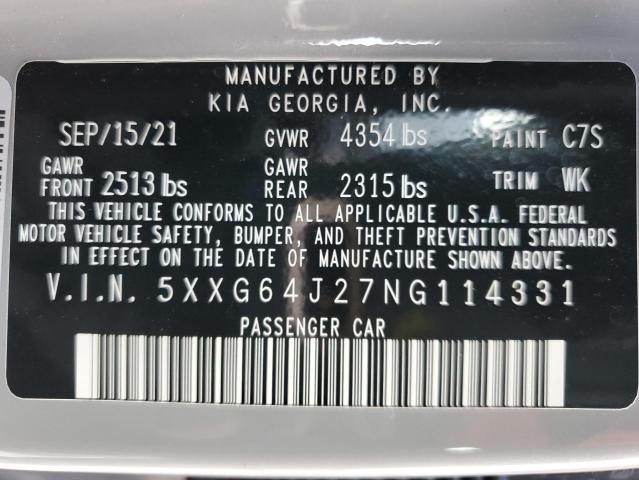 MANUFACTURED BY
KIA GEORGIA, INC.
SEP/15/21 GVWR 4354 lbs PAINT C7S
GAWR FRONT 2513 lbs GAWR REAR 2315 lbs TRIM WK
THIS VEHICLE CONFORMS TO ALL APPLICABLE U.S.A. FEDERAL
MOTOR VEHICLE SAFETY, BUMPER, AND THEFT PREVENTION STANDARDS
IN EFFECT ON THE DATE OF MANUFACTURE SHOWN ABOVE.
V.I.N. 5XXG64J27NG114331
PASSENGER CAR